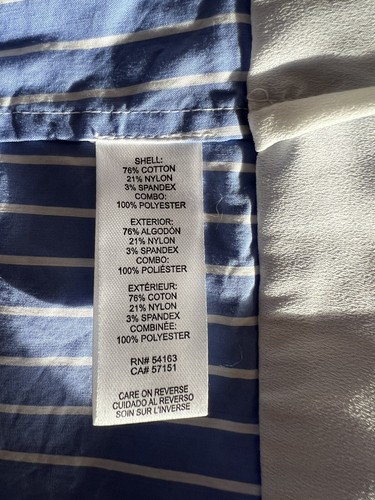 SHELL:
76% COTTON
21% NYLON
3% SPANDEX
COMBO:
100% POLYESTER
EXTERIOR:
76% ALGODÓN
21% NYLON
3% SPANDEX
COMBO:
100% POLIÉSTER
EXTÉRIEUR:
76% COTON
21% NYLON
3% SPANDEX
COMBINÉE:
100% POLYESTER
RN# 54163
CA# 57151
CARE ON REVERSE
CUIDADO AL REVERSO
SOIN SUR L'INVERSE